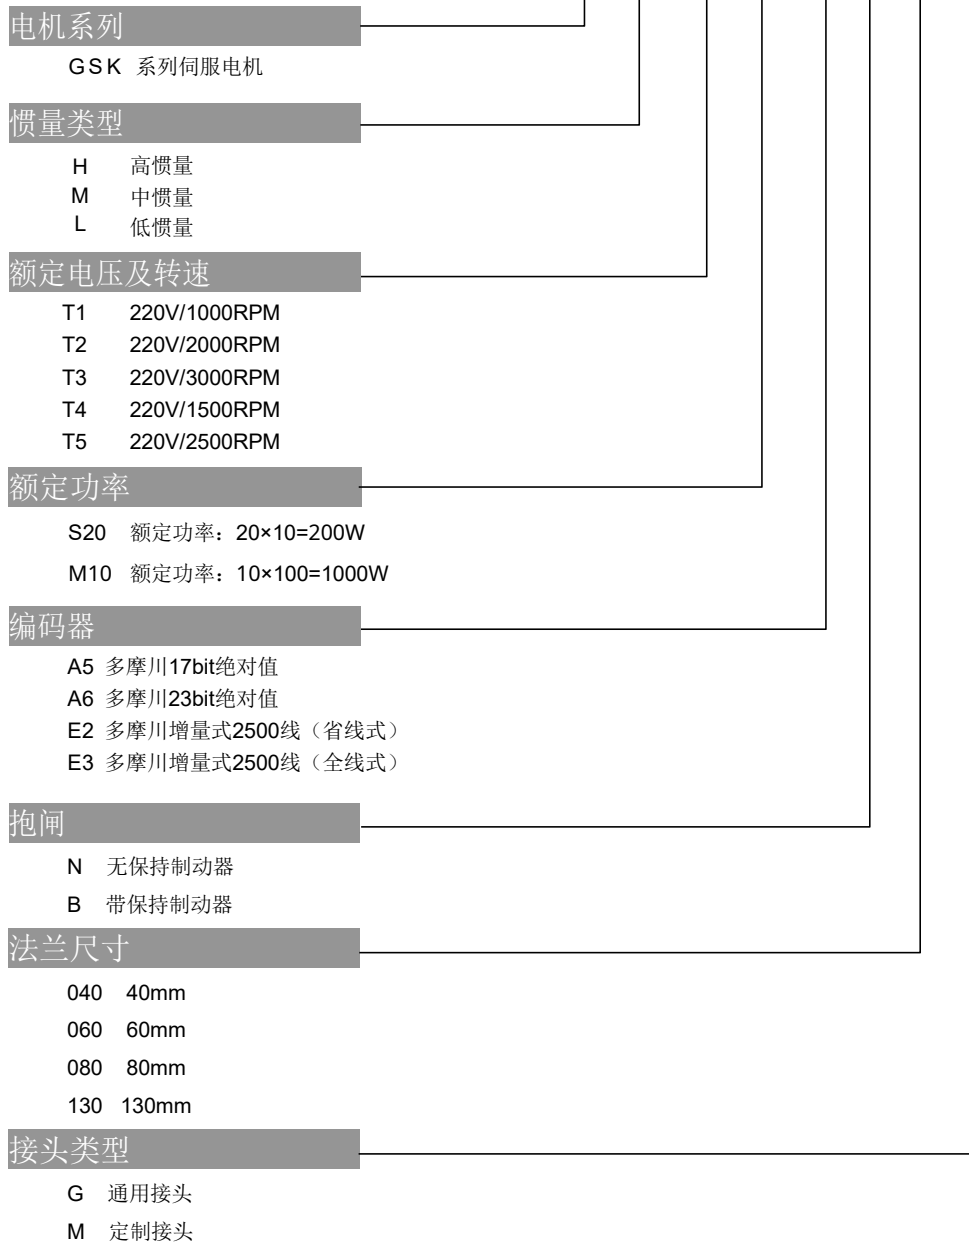 电机系列
GSK 系列伺服电机
惯量类型
H 高惯量
M 中惯量
L 低惯量
额定电压及转速
T1 220V/1000RPM
T2 220V/2000RPM
T3 220V/3000RPM
T4 220V/1500RPM
T5 220V/2500RPM
额定功率
S20 额定功率：20×10=200W
M10 额定功率：10×100=1000W
编码器
A5 多摩川17bit绝对值
A6 多摩川23bit绝对值
E2 多摩川增量式2500线（省线式）
E3 多摩川增量式2500线（全线式）
抱闸
N 无保持制动器
B 带保持制动器
法兰尺寸
040 40mm
060 60mm
080 80mm
130 130mm
接头类型
G 通用接头
M 定制接头